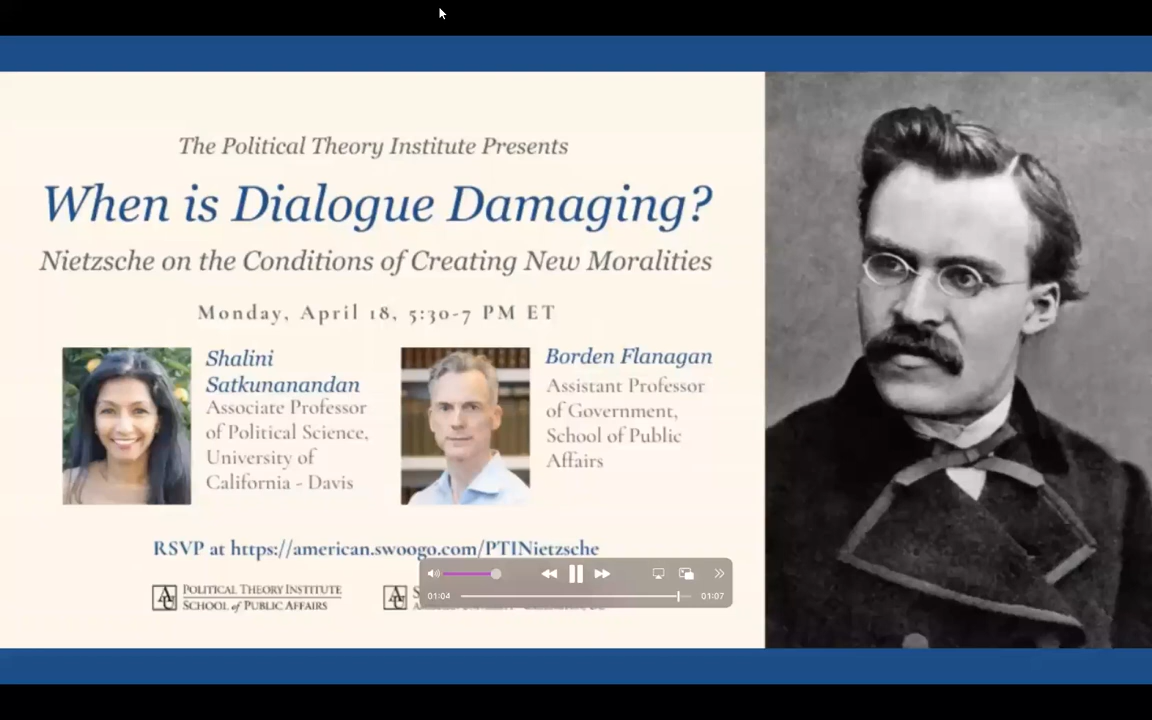 The Political Theory Institute Presents
When is Dialogue Damaging?
Nietzsche on the Conditions of Creating New Moralities
Monday, April 18, 5:30-7 PM ET
Shalini
Satkunanandan
Associate Professor
of Political Science,
University of
California - Davis
Borden Flanagan
Assistant Professor
of Government,
School of Public
Affairs
RSVP at https://american.swoogo.com/PTINietzsche
AU
POLITICAL THEORY INSTITUTE
SCHOOL of PUBLIC AFFAIRS
AU
01:04
01:07